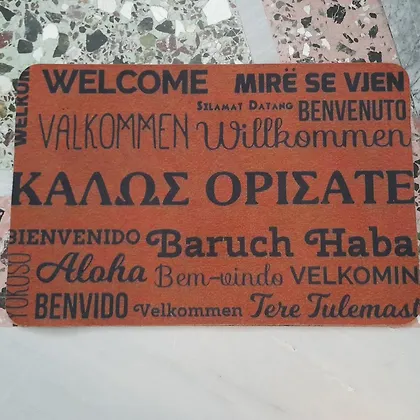 WELCOME
MIRË SE VJEN
SELAMAT DATANG
BENVENUTO
VALKOMMEN
Willkommen
ΚΑΛΩΣ ΟΡΙΣΑΤΕ
BIENVENIDO
Baruch Haba
Aloha
Bem-vindo
VELKOMIN
BENVIDO
Velkommen
Tere Tulemast